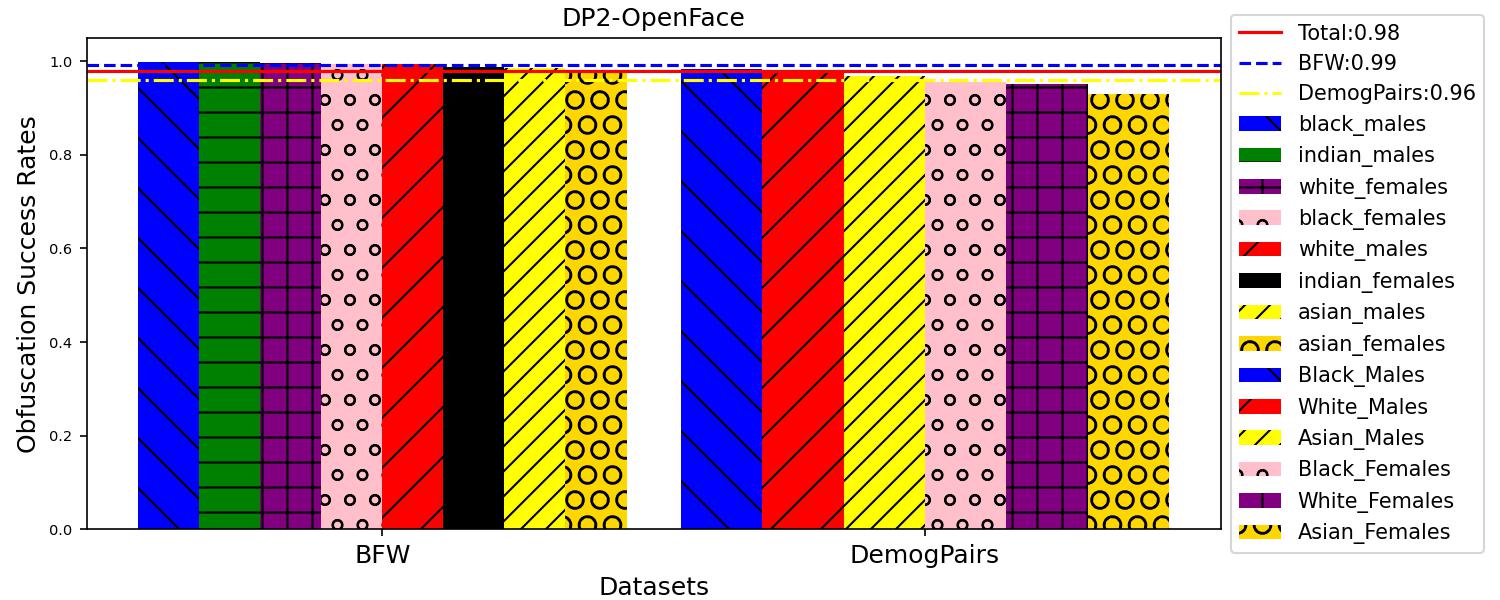 DP2-OpenFace
Obfuscation Success Rates
1.0
0.8
0.6
0.4
0.2
0.0
BFW
DemogPairs
Datasets
Total:0.98
BFW:0.99
DemogPairs:0.96
black_males
indian_males
white_females
black_females
white_males
indian_females
asian_males
asian_females
Black_Males
White_Males
Asian_Males
Black_Females
White_Females
Asian_Females